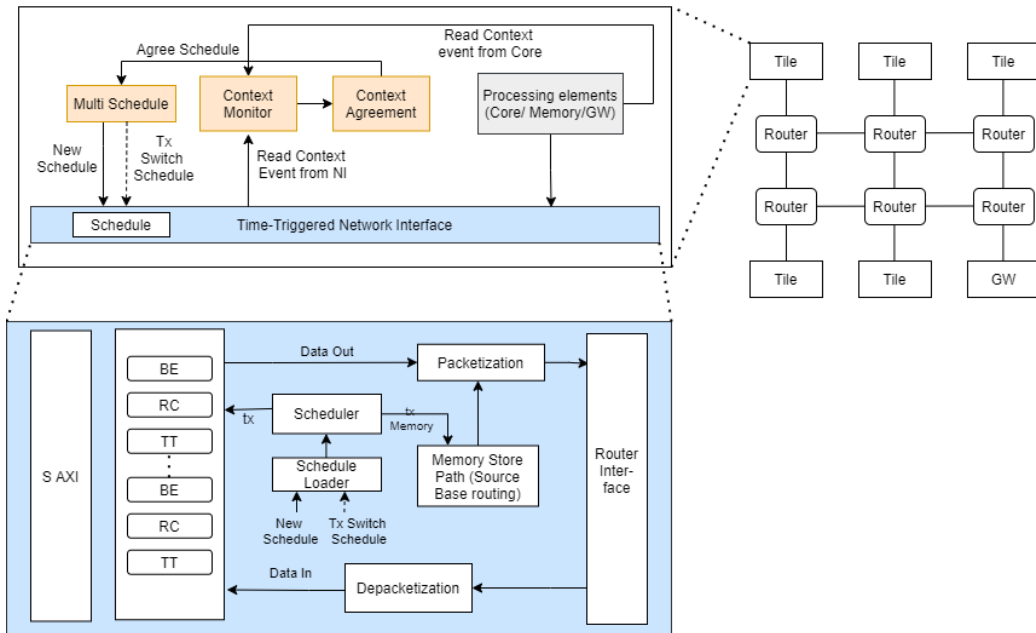 Read Context
event from Core
Agree Schedule
Multi Schedule
Context
Monitor
Context
Agreement
Processing elements
(Core/ Memory/GW)
New
Schedule
Tx
Switch
Schedule
Read Context
Event from NI
Schedule
Time-Triggered Network Interface
Tile
Tile
Tile
Router
Router
Router
Router
Router
Router
Tile
Tile
GW
S AXI
BE
RC
TT
BE
RC
TT
Data Out
Packetization
tx
Scheduler
tx
Memory
Schedule
Loader
Memory Store
Path (Source
Base routing)
New
Schedule
Tx Switch
Schedule
Data In
Depacketization
Router
Inter-
face